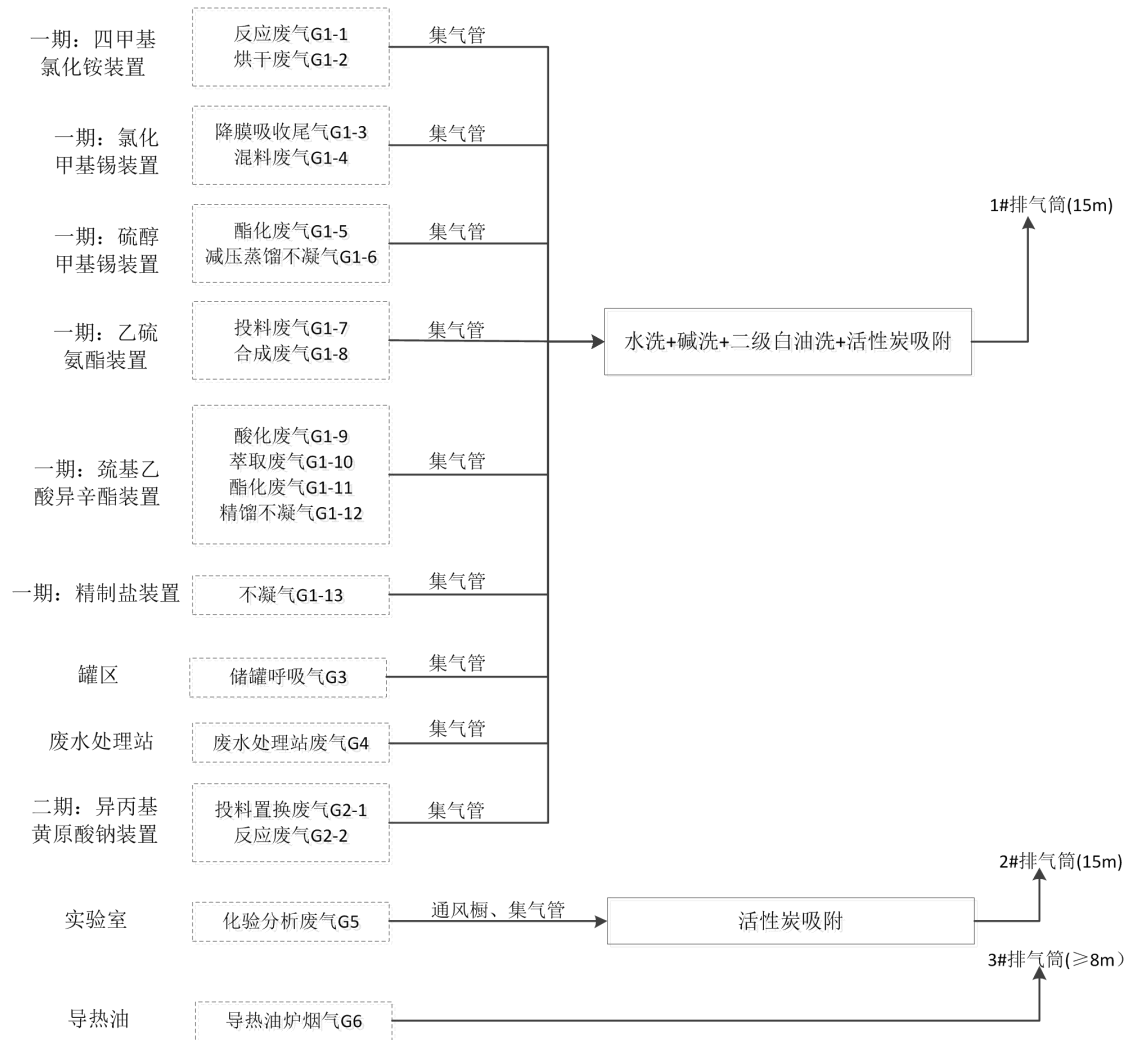 一期：四甲基
氯化铵装置
反应废气G1-1
烘干废气G1-2
集气管
一期：氯化
甲基锡装置
降膜吸收尾气G1-3
混料废气G1-4
集气管
一期：硫醇
甲基锡装置
酯化废气G1-5
减压蒸馏不凝气G1-6
集气管
1#排气筒(15m)
一期：乙硫
氨酯装置
投料废气G1-7
合成废气G1-8
集气管
水洗+碱洗+二级白油洗+活性炭吸附
一期：巯基乙
酸异辛酯装置
酸化废气G1-9
萃取废气G1-10
酯化废气G1-11
精馏不凝气G1-12
集气管
一期：精制盐装置
不凝气G1-13
集气管
罐区
储罐呼吸气G3
集气管
废水处理站
废水处理站废气G4
集气管
二期：异丙基
黄原酸钠装置
投料置换废气G2-1
反应废气G2-2
集气管
2#排气筒(15m)
实验室
化验分析废气G5
通风橱、集气管
活性炭吸附
3#排气筒(≥8m）
导热油
导热油炉烟气G6